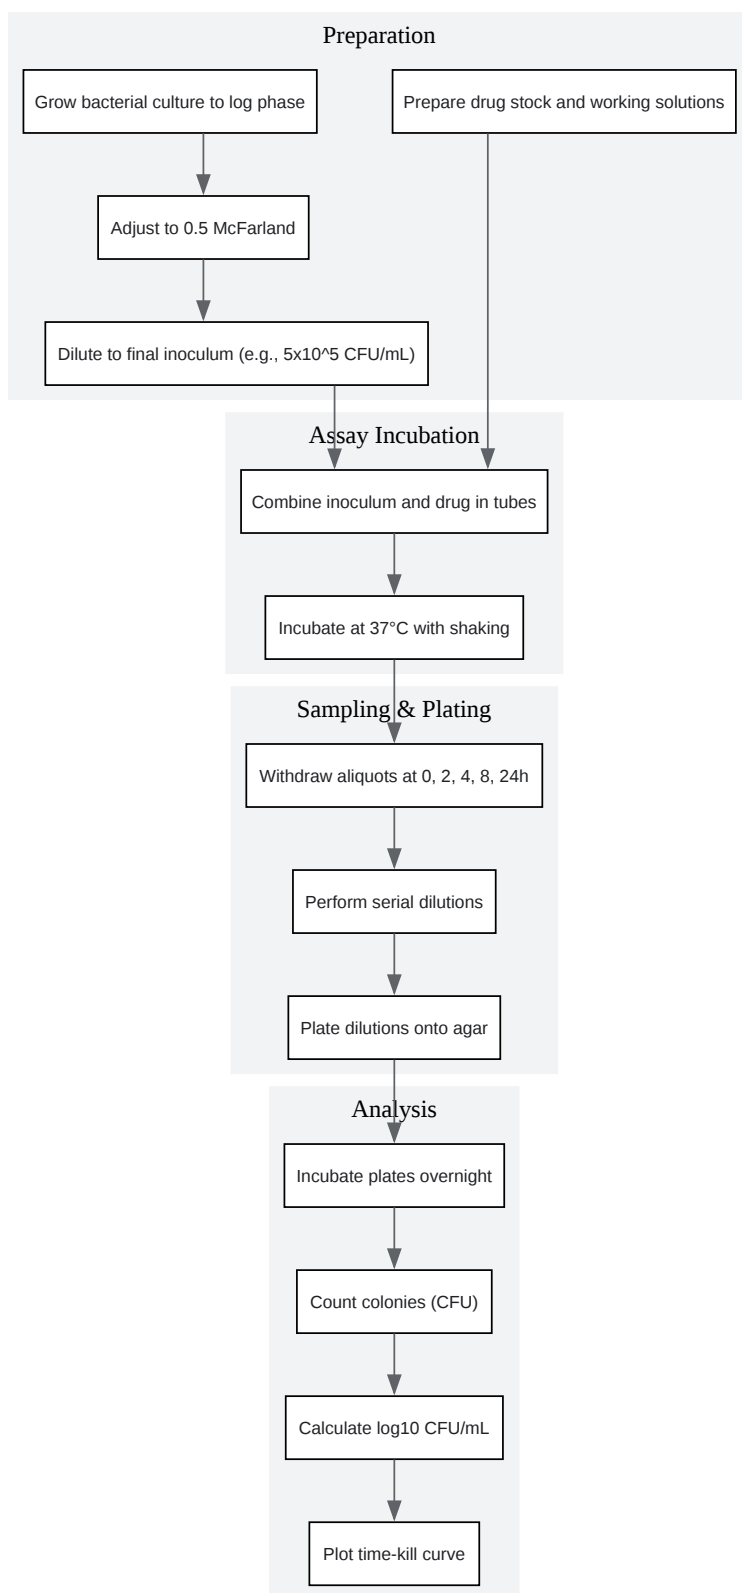 Preparation
Grow bacterial culture to log phase
Prepare drug stock and working solutions
Adjust to 0.5 McFarland
Dilute to final inoculum (e.g., 5x10^5 CFU/mL)
Assay Incubation
Combine inoculum and drug in tubes
Incubate at 37°C with shaking
Sampling & Plating
Withdraw aliquots at 0, 2, 4, 8, 24h
Perform serial dilutions
Plate dilutions onto agar
Analysis
Incubate plates overnight
Count colonies (CFU)
Calculate log10 CFU/mL
Plot time-kill curve